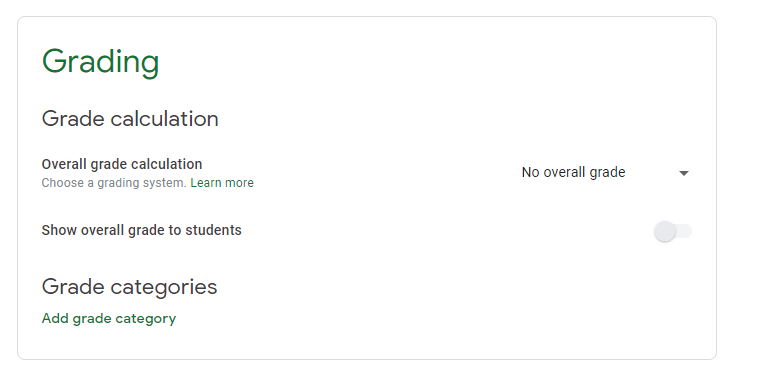 Grading
Grade calculation
Overall grade calculation
Choose a grading system. Learn more
No overall grade
Show overall grade to students
Grade categories
Add grade category